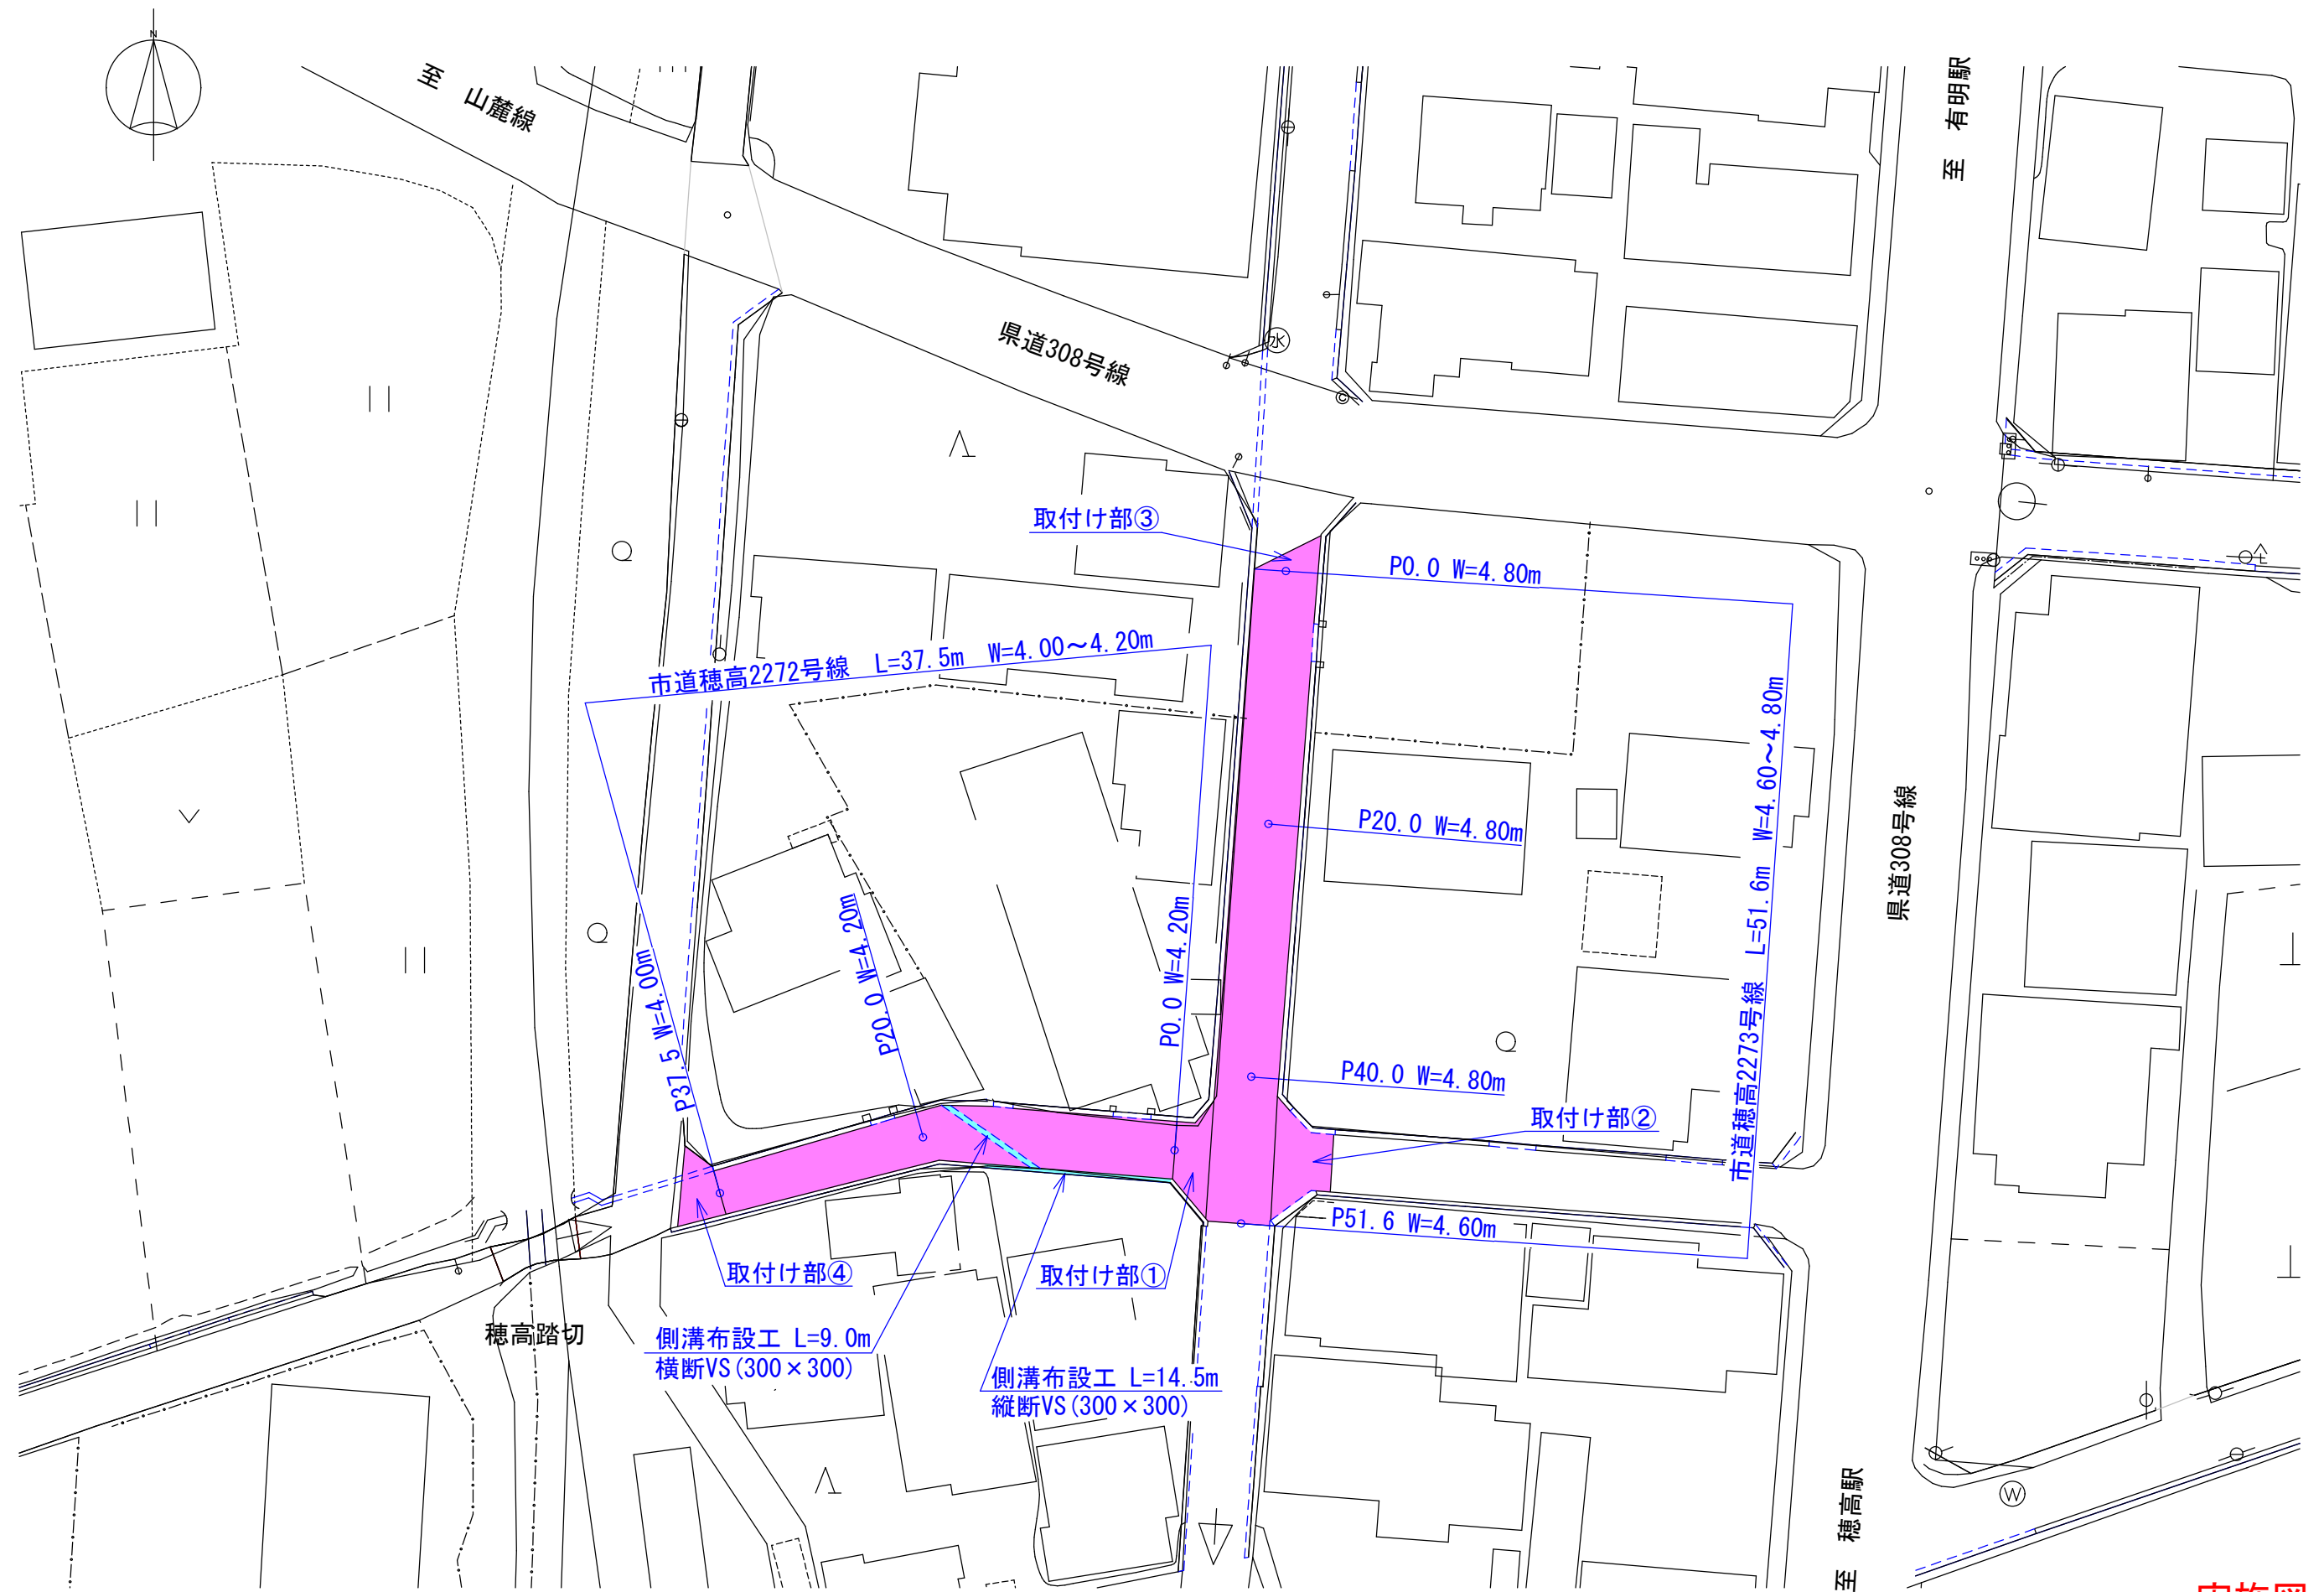 N
至　山麓線
至　有明駅
県道308号線
水
C
取付け部③
P0.0 W=4.80m
市道穂高2272号線　L=37.5m　W=4.00～4.20m
P20.0 W=4.80m
市道穂高2273号線　L=51.6m　W=4.60～4.80m
県道308号線
P37.5 W=4.00m
P20.0 W=4.20m
P0.0 W=4.20m
P40.0 W=4.80m
取付け部②
P51.6 W=4.60m
取付け部④
取付け部①
穂高踏切
側溝布設工 L=9.0m
横断VS(300×300)
側溝布設工 L=14.5m
縦断VS(300×300)
W
至　穂高駅